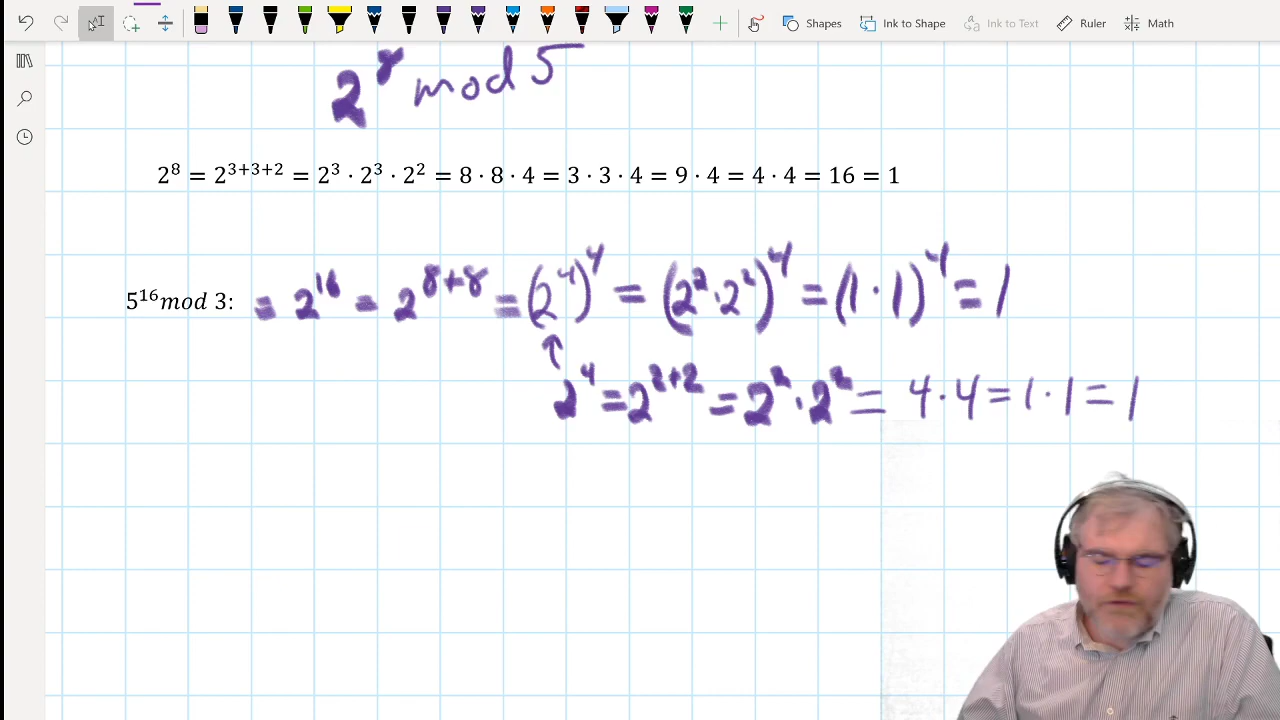 Shapes Ink to Shape Ink to Text Ruler Math
2⁸ mod 5
2⁸ = 2³⁺³⁺² = 2³ · 2³ · 2² = 8 · 8 · 4 = 3 · 3 · 4 = 9 · 4 = 4 · 4 = 16 = 1
5¹⁶ mod 3: = 2¹⁶ = 2⁸⁺⁸ = (2⁴)⁴ = (2² · 2²)⁴ = (1 · 1)⁴ = 1
2⁴ = 2²⁺² = 2² · 2² = 4 · 4 = 1 · 1 = 1